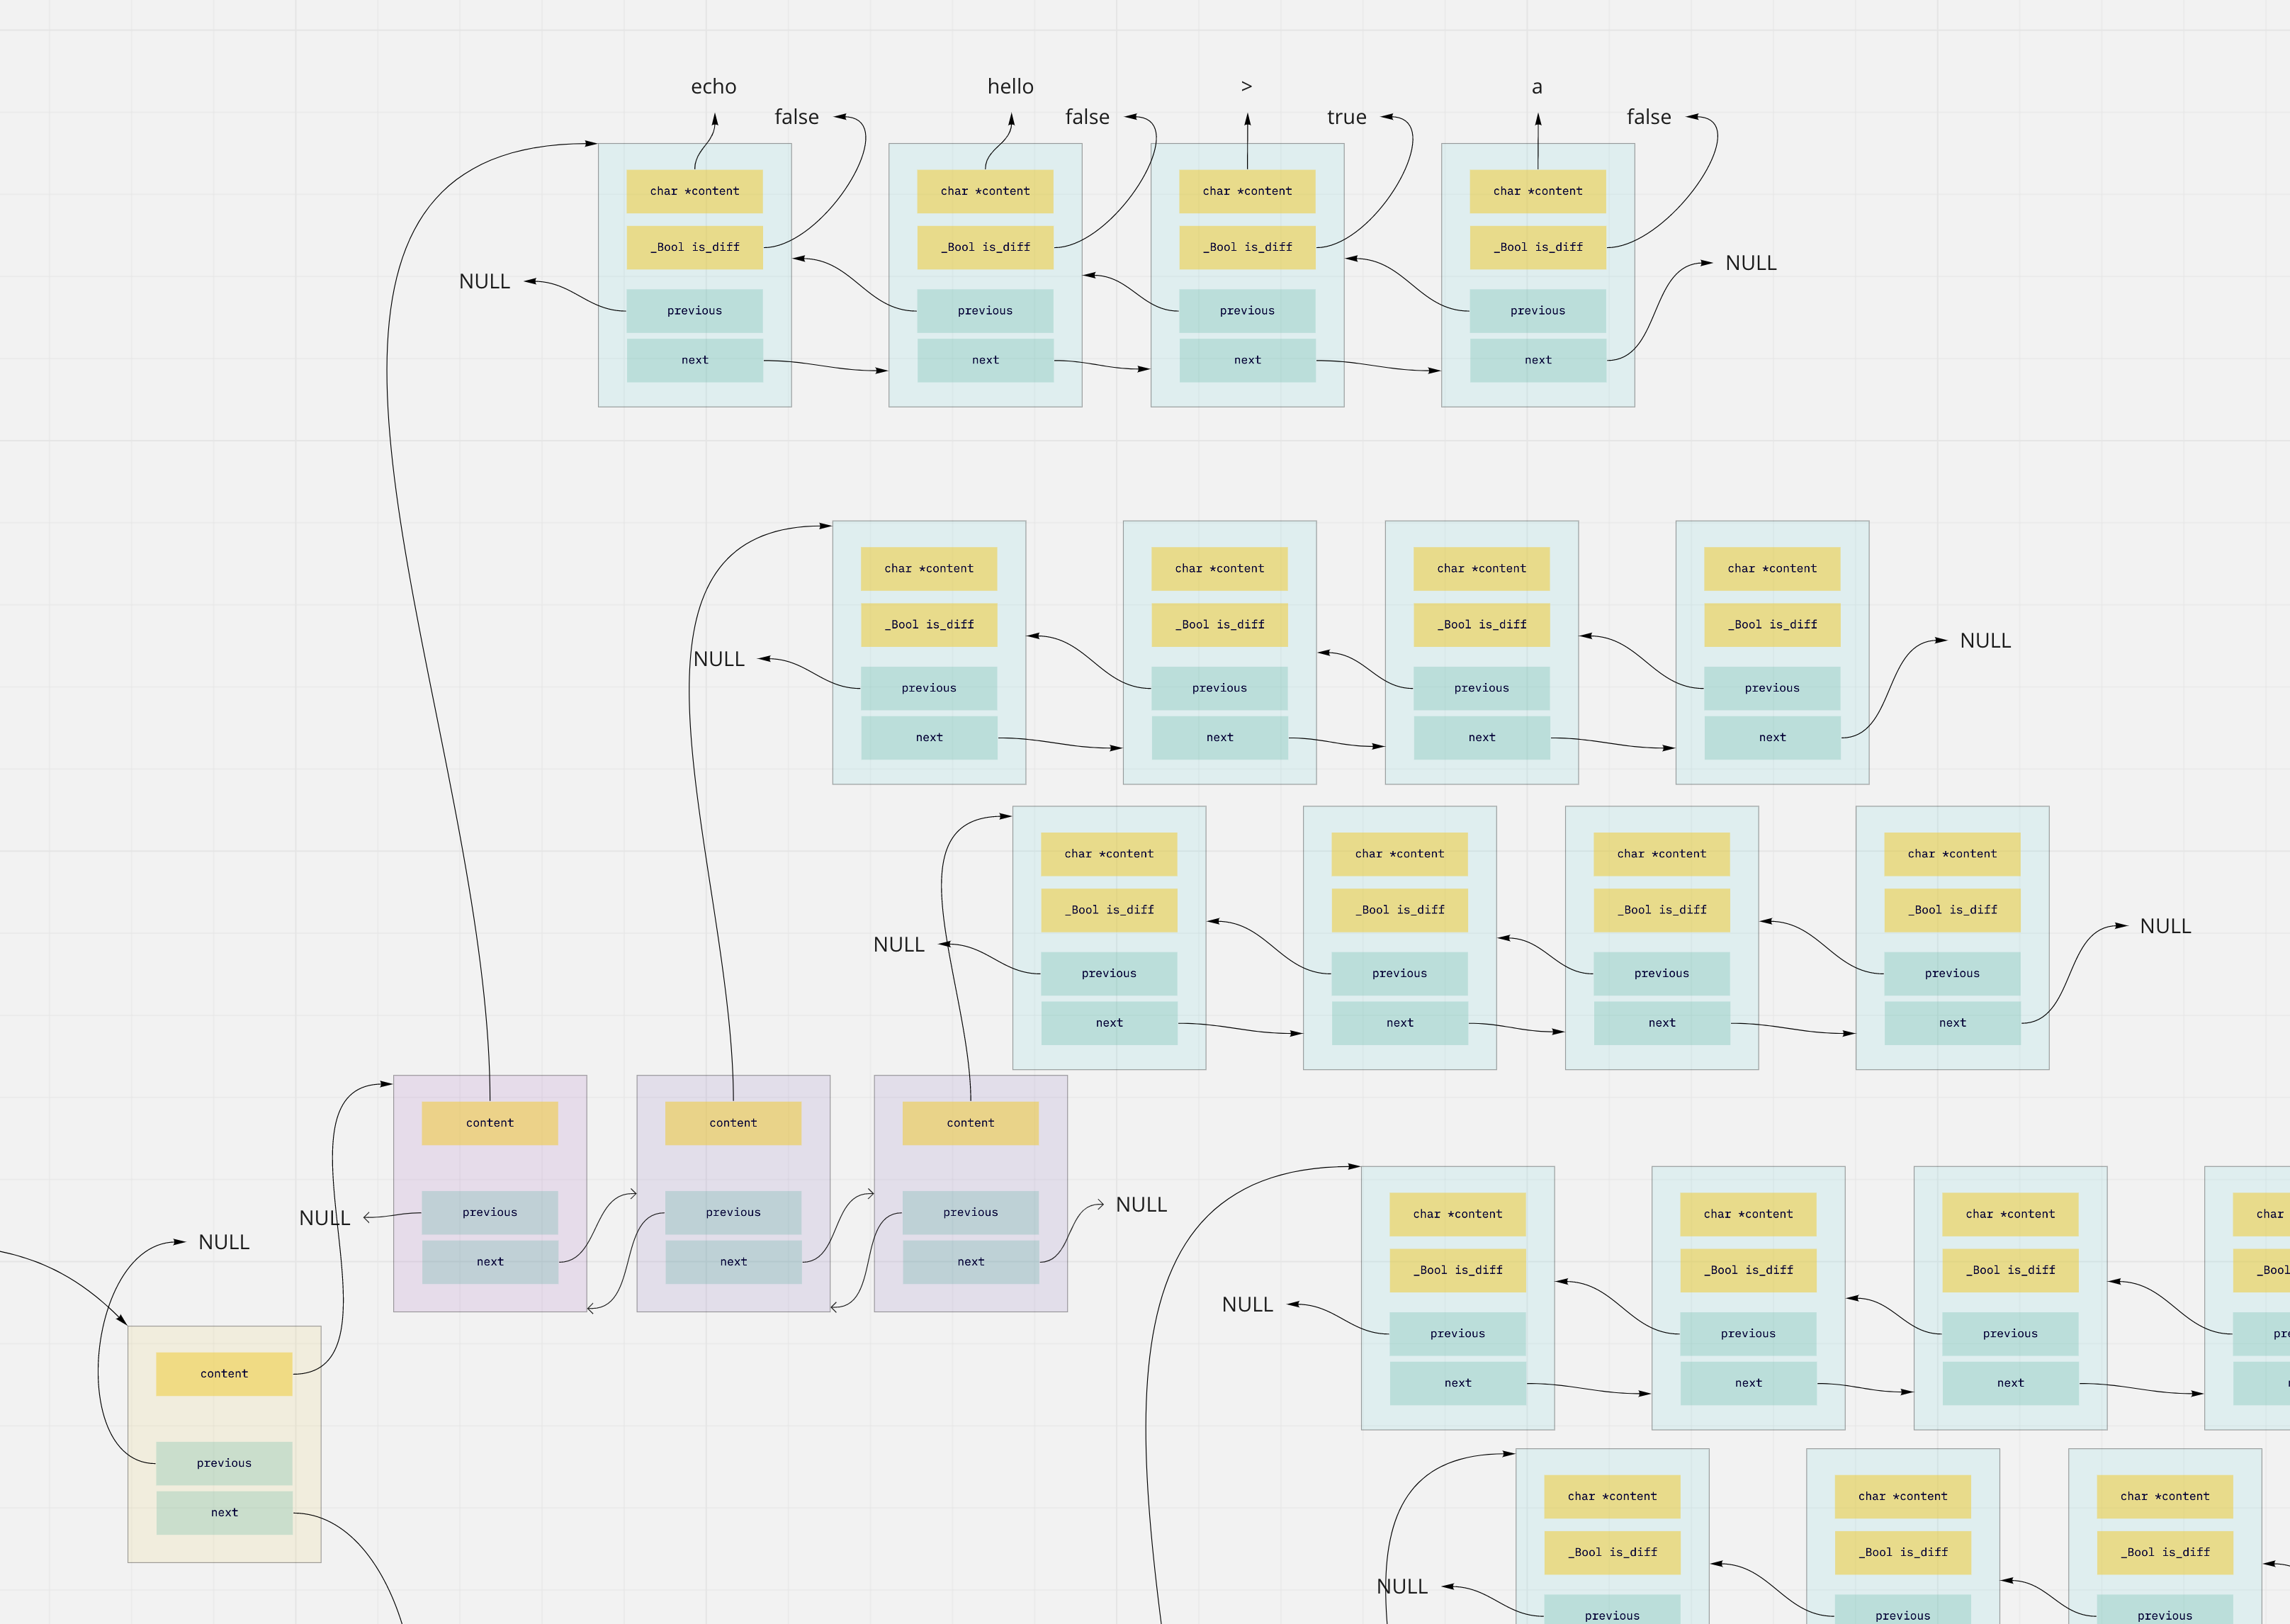 echo
hello
>
a
false
false
true
false
char *content
char *content
char *content
char *content
_Bool is_diff
_Bool is_diff
_Bool is_diff
_Bool is_diff
NULL
NULL
previous
previous
previous
previous
next
next
next
next
char *content
char *content
char *content
char *content
_Bool is_diff
_Bool is_diff
_Bool is_diff
_Bool is_diff
NULL
NULL
previous
previous
previous
previous
next
next
next
next
char *content
char *content
char *content
char *content
_Bool is_diff
_Bool is_diff
_Bool is_diff
_Bool is_diff
NULL
NULL
previous
previous
previous
previous
next
next
next
next
content
content
content
NULL
previous
previous
previous
NULL
next
next
next
NULL
char *content
char *content
char *content
char
_Bool is_diff
_Bool is_diff
_Bool is_diff
NULL
previous
previous
previous
next
next
next
content
previous
next
char *content
char *content
char *content
_Bool is_diff
_Bool is_diff
_Bool is_diff
NULL
previous
previous
previous